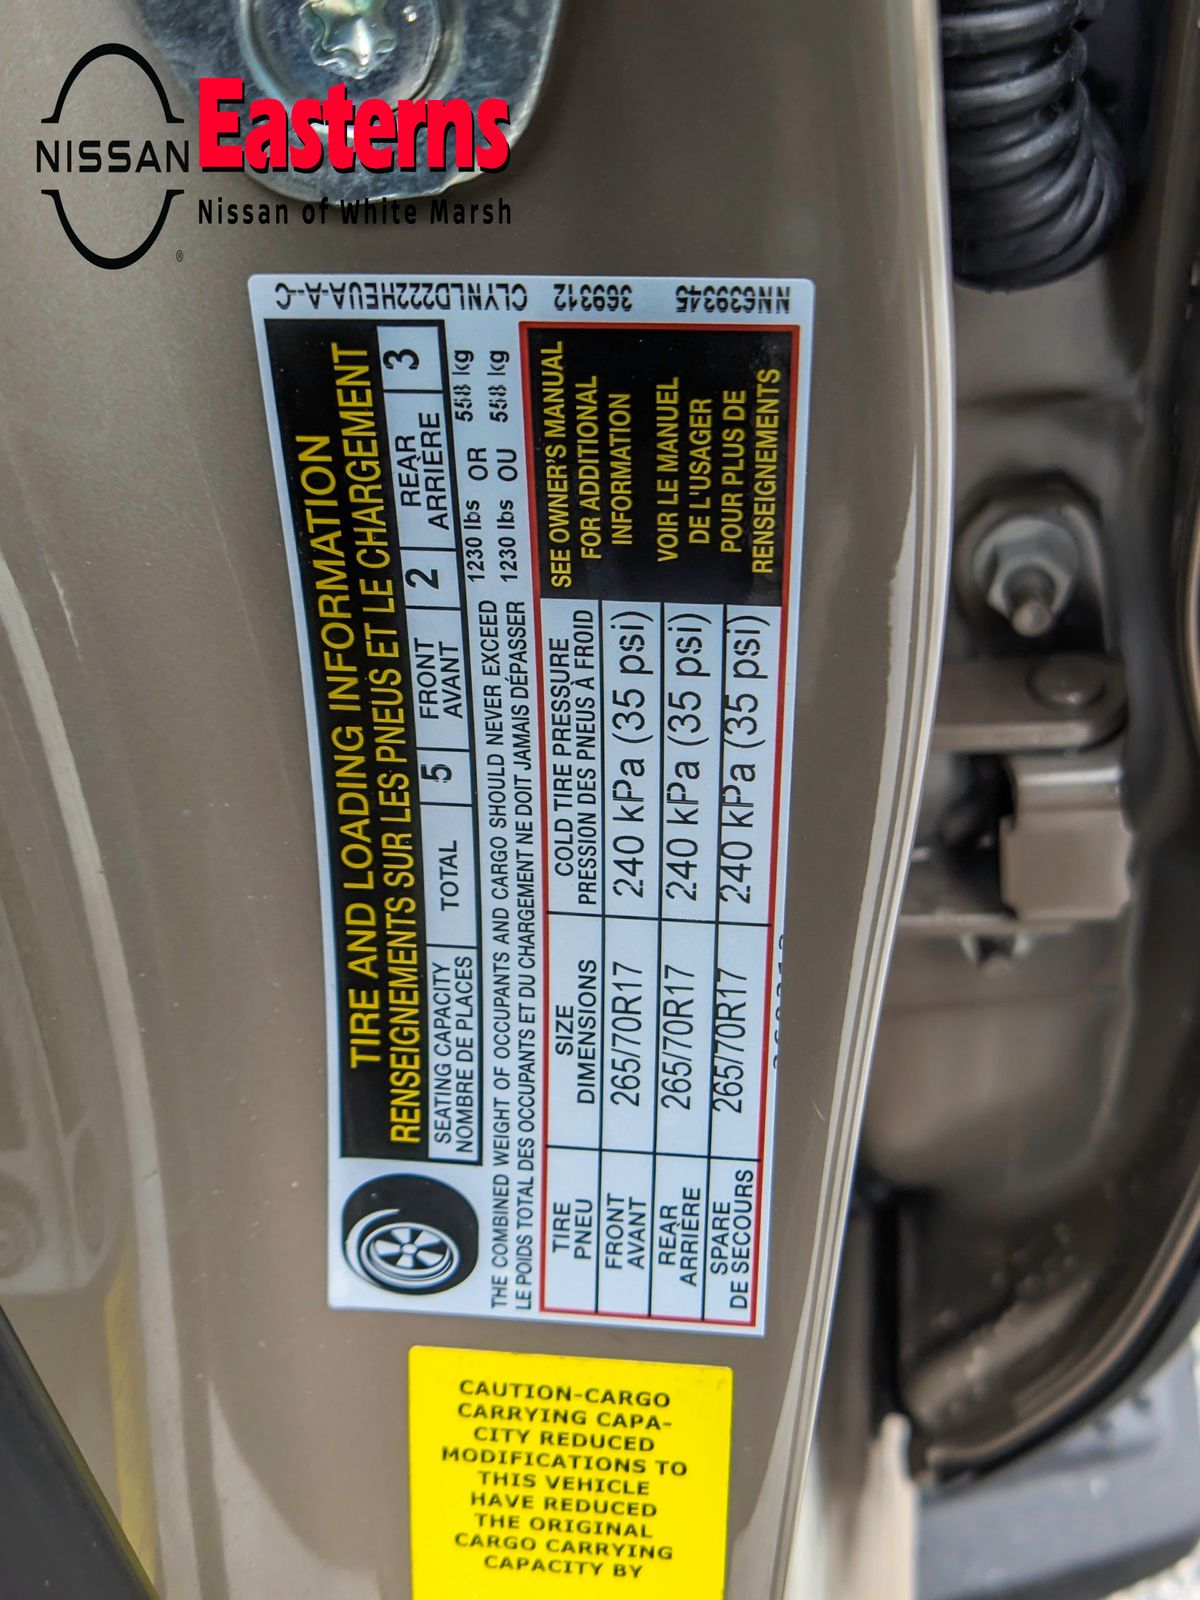 NISSAN
®
Easterns
Nissan of White Marsh
NN639345 369312 CLYNLD222HEUA-A--C
TIRE AND LOADING INFORMATION
RENSEIGNEMENTS SUR LES PNEUS ET LE CHARGEMENT
SEATING CAPACITY TOTAL 5 FRONT 2 REAR 3
NOMBRE DE PLACES AVANT ARRIÈRE
THE COMBINED WEIGHT OF OCCUPANTS AND CARGO SHOULD NEVER EXCEED 1230 lbs OR 558 kg
LE POIDS TOTAL DES OCCUPANTS ET DU CHARGEMENT NE DOIT JAMAIS DÉPASSER 1230 lbs OU 558 kg
TIRE SIZE COLD TIRE PRESSURE
PNEU DIMENSIONS PRESSION DES PNEUS À FROID
FRONT
AVANT 265/70R17 240 kPa (35 psi)
REAR
ARRIÈRE 265/70R17 240 kPa (35 psi)
SPARE
DE SECOURS 265/70R17 240 kPa (35 psi)
SEE OWNER'S MANUAL
FOR ADDITIONAL
INFORMATION
VOIR LE MANUEL
DE L'USAGER
POUR PLUS DE
RENSEIGNEMENTS
CAUTION-CARGO
CARRYING CAPA-
CITY REDUCED
MODIFICATIONS TO
THIS VEHICLE
HAVE REDUCED
THE ORIGINAL
CARGO CARRYING
CAPACITY BY